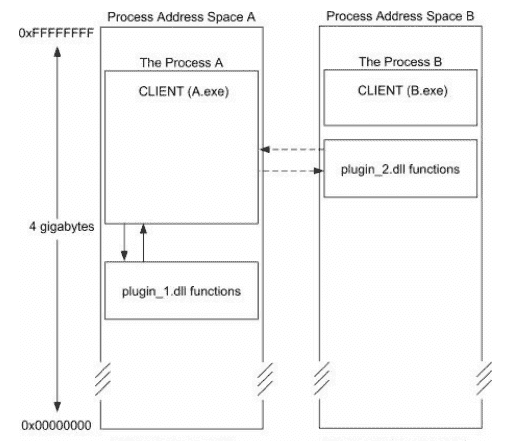 Process Address Space A
Process Address Space B
0xFFFFFFFF
The Process A
The Process B
CLIENT (A.exe)
CLIENT (B.exe)
plugin_2.dll functions
4 gigabytes
plugin_1.dll functions
0x00000000